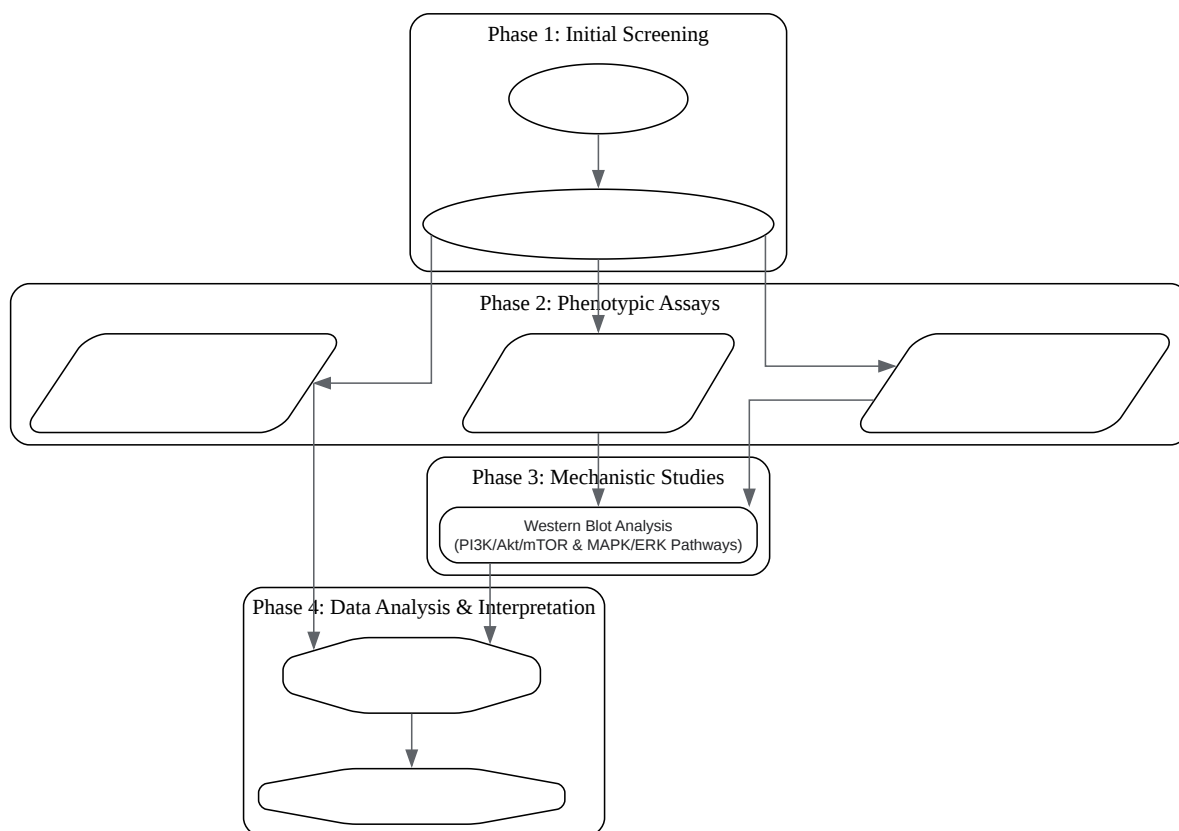 Phase 1: Initial Screening
Phase 2: Phenotypic Assays
Phase 3: Mechanistic Studies
Western Blot Analysis
(PI3K/Akt/mTOR & MAPK/ERK Pathways)
Phase 4: Data Analysis & Interpretation